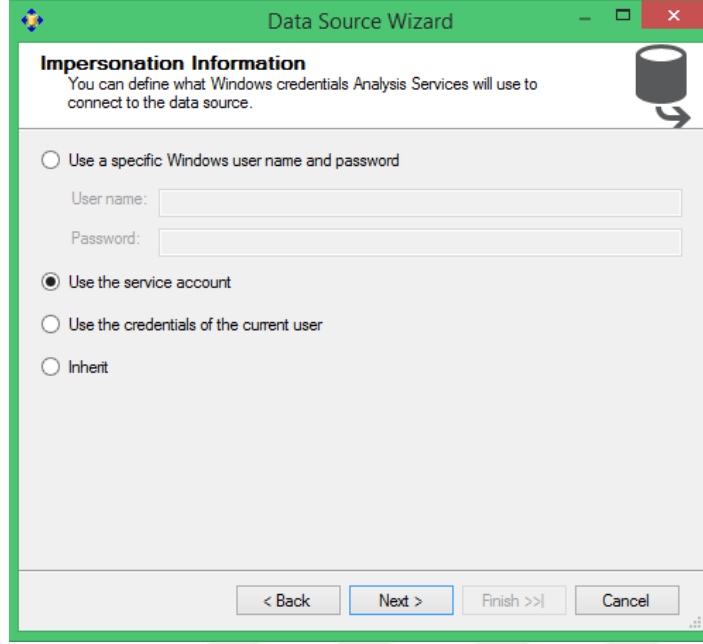 Data Source Wizard
Impersonation Information
You can define what Windows credentials Analysis Services will use to
connect to the data source.
Use a specific Windows user name and password
User name:
Password:
Use the service account
Use the credentials of the current user
Inherit
< Back
Next >
Finish >>|
Cancel